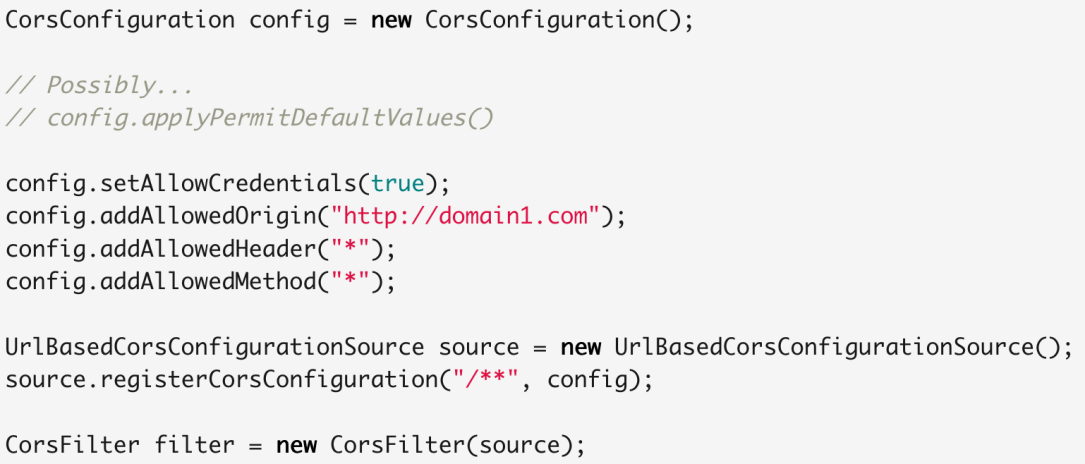 CorsConfiguration config = new CorsConfiguration();
// Possibly...
// config.applyPermitDefaultValues()
config.setAllowCredentials(true);
config.addAllowedOrigin("http://domain1.com");
config.addAllowedHeader("*");
config.addAllowedMethod("*");
UrlBasedCorsConfigurationSource source = new UrlBasedCorsConfigurationSource();
source.registerCorsConfiguration("/**", config);
CorsFilter filter = new CorsFilter(source);